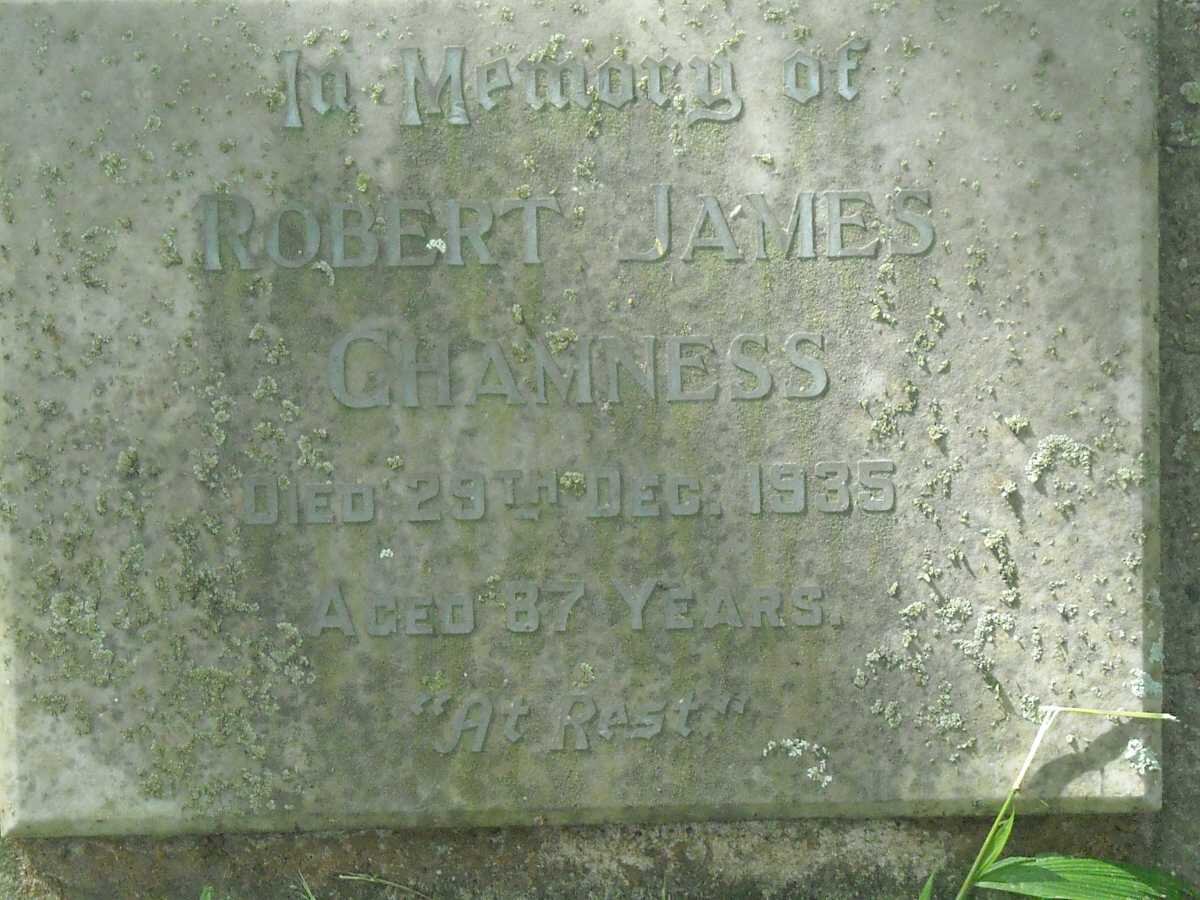 In Memory of
ROBERT JAMES
CHAMNESS
DIED 29TH DEC. 1935
AGED 87 YEARS.
"At Rest."